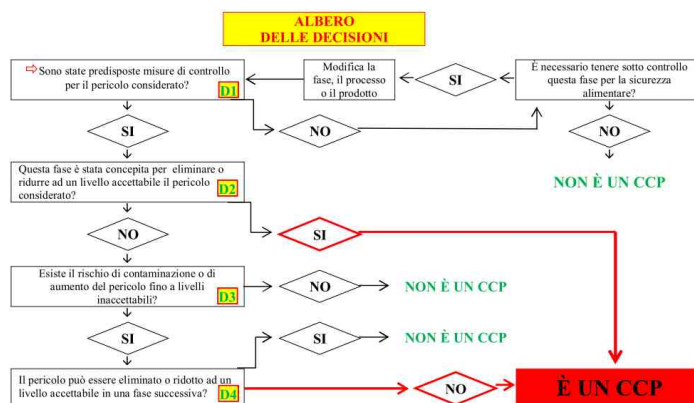 ALBERO
DELLE DECISIONI
⇨Sono state predisposte misure di controllo
per il pericolo considerato?
D1
Modifica la
fase, il processo
o il prodotto
SI
È necessario tenere sotto controllo
questa fase per la sicurezza
alimentare?
SI
NO
NO
NON È UN CCP
Questa fase è stata concepita per eliminare o
ridurre ad un livello accettabile il pericolo
considerato?
D2
NO
SI
Esiste il rischio di contaminazione o di
aumento del pericolo fino a livelli
inaccettabili?
D3
NO
NON È UN CCP
SI
SI
NON È UN CCP
Il pericolo può essere eliminato o ridotto ad un
livello accettabile in una fase successiva?
D4
NO
È UN CCP